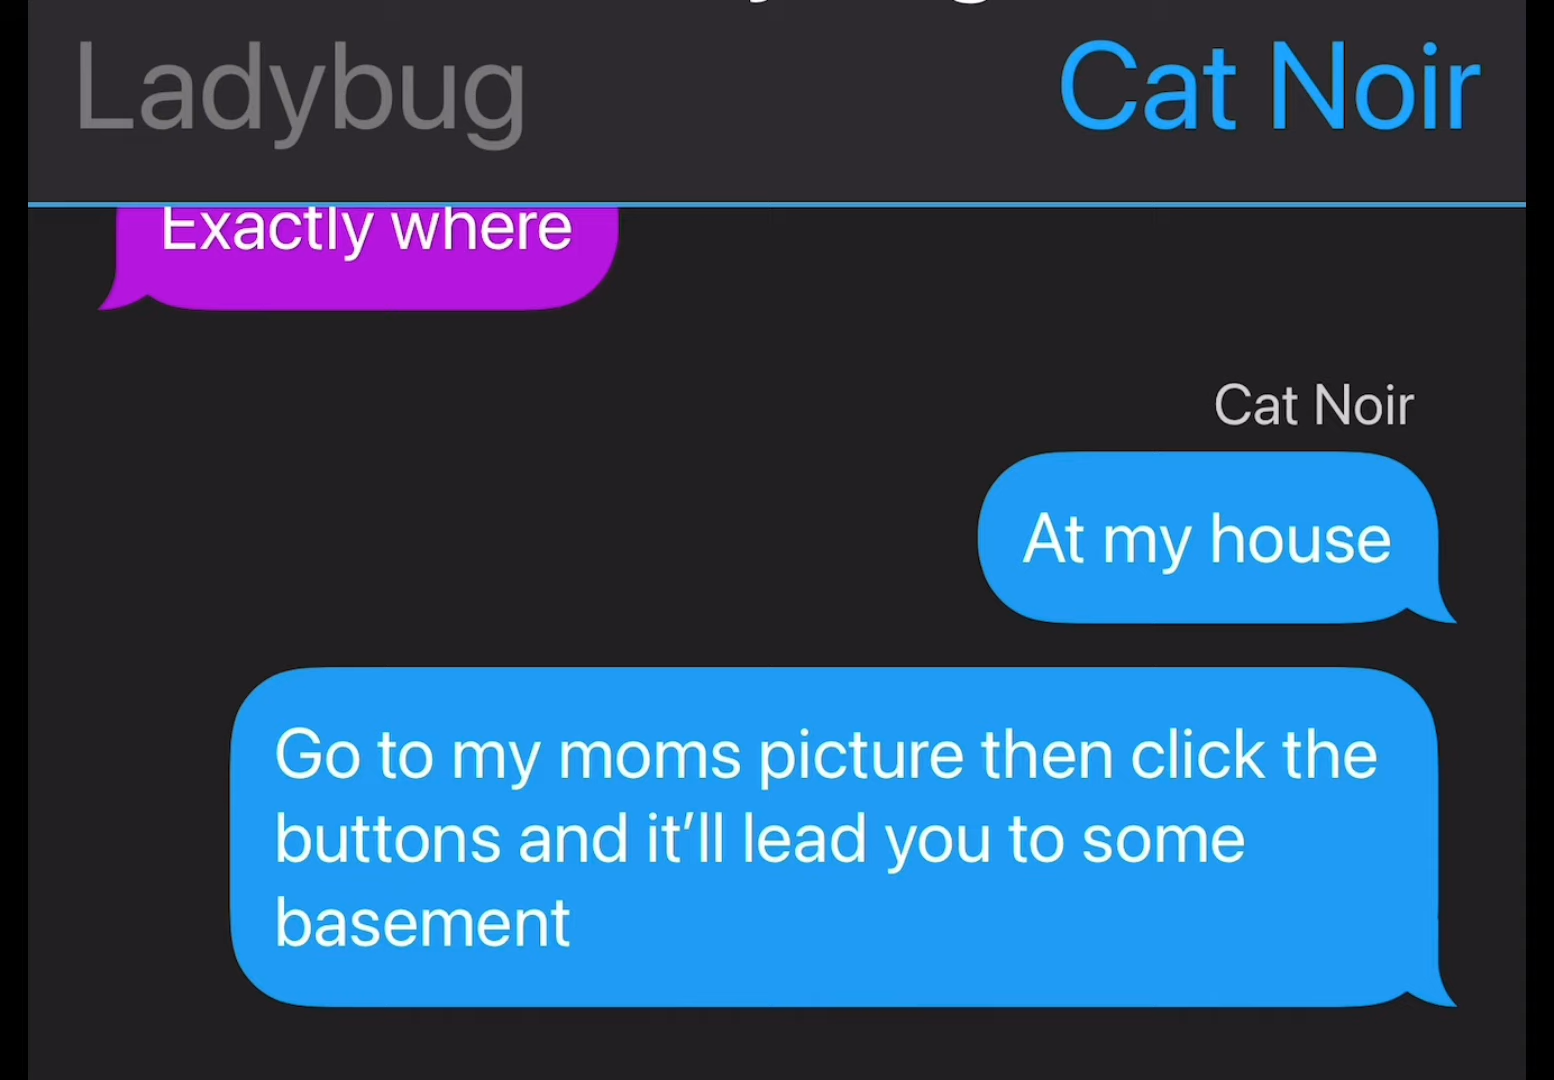 Ladybug
Cat Noir
Exactly where
Cat Noir
At my house
Go to my moms picture then click the
buttons and it’ll lead you to some
basement